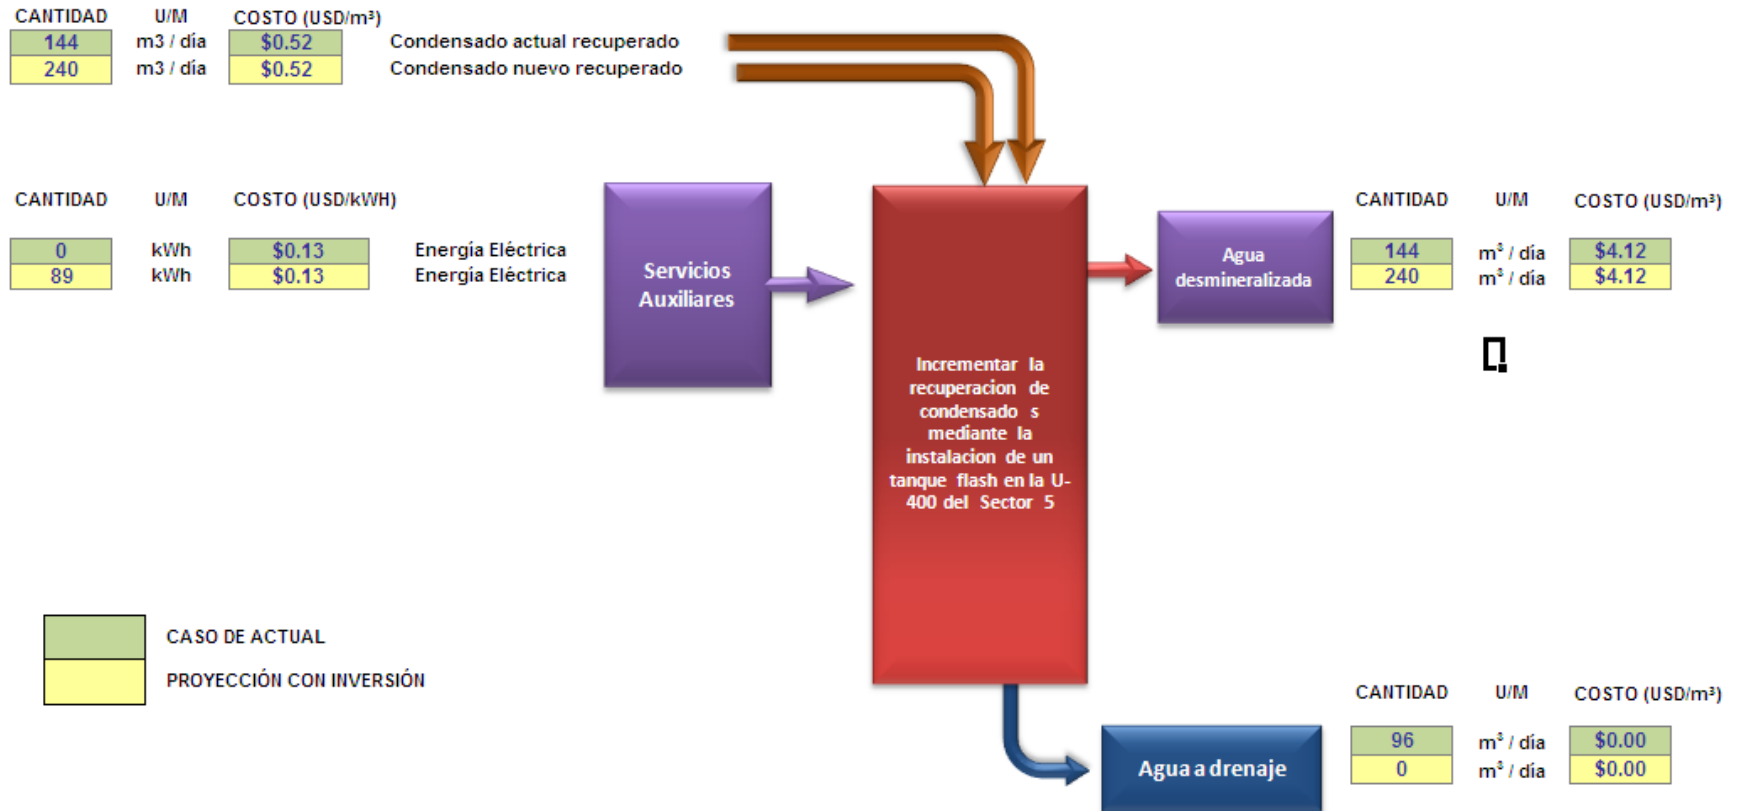 CANTIDAD U/M COSTO (USD/m³)
144 m3 / día $0.52 Condensado actual recuperado
240 m3 / día $0.52 Condensado nuevo recuperado
CANTIDAD U/M COSTO (USD/kWH)
0 kWh $0.13 Energía Eléctrica
89 kWh $0.13 Energía Eléctrica
Servicios
Auxiliares
Incrementar la
recuperacion de
condensado s
mediante la
instalacion de un
tanque flash en la U-
400 del Sector 5
Agua
desmineralizada
CANTIDAD U/M COSTO (USD/m³)
144 m³ / día $4.12
240 m³ / día $4.12
CASO DE ACTUAL
PROYECCIÓN CON INVERSIÓN
Agua a drenaje
CANTIDAD U/M COSTO (USD/m³)
96 m³ / día $0.00
0 m³ / día $0.00